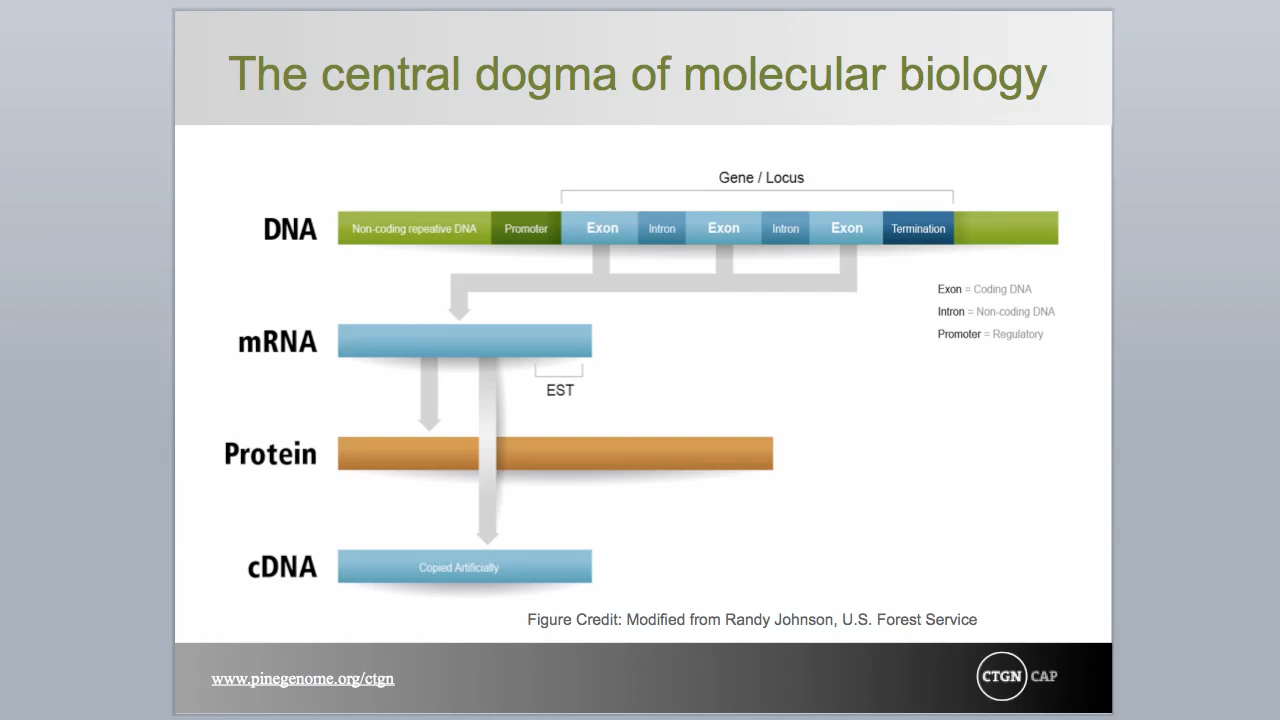 The central dogma of molecular biology
Gene / Locus
DNA
Non-coding repeative DNA
Promoter
Exon
Intron
Exon
Intron
Exon
Termination
Exon = Coding DNA
Intron = Non-coding DNA
Promoter = Regulatory
mRNA
EST
Protein
cDNA
Copied Artificially
Figure Credit: Modified from Randy Johnson, U.S. Forest Service
www.pinegenome.org/ctgn
CTGN CAP